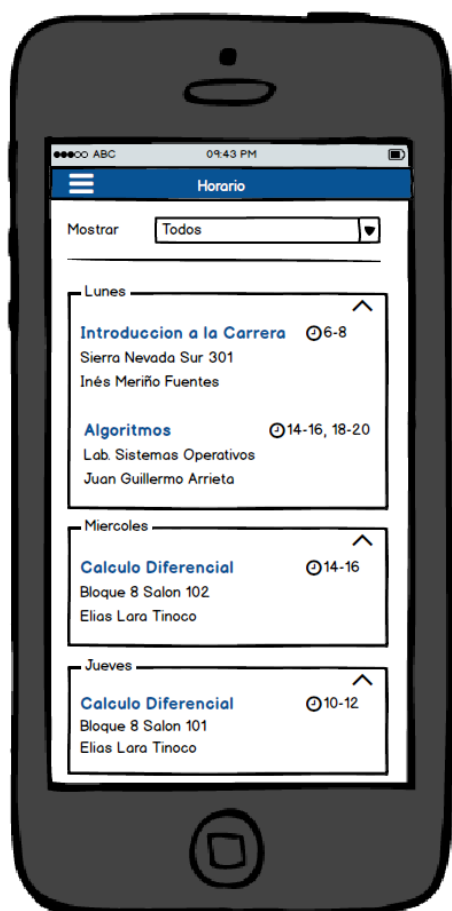 ABC 09:43 PM
Horario
Mostrar Todos
Lunes
Introduccion a la Carrera 6-8
Sierra Nevada Sur 301
Inés Meriño Fuentes
Algoritmos 14-16, 18-20
Lab. Sistemas Operativos
Juan Guillermo Arrieta
Miercoles
Calculo Diferencial 14-16
Bloque 8 Salon 102
Elias Lara Tinoco
Jueves
Calculo Diferencial 10-12
Bloque 8 Salon 101
Elias Lara Tinoco